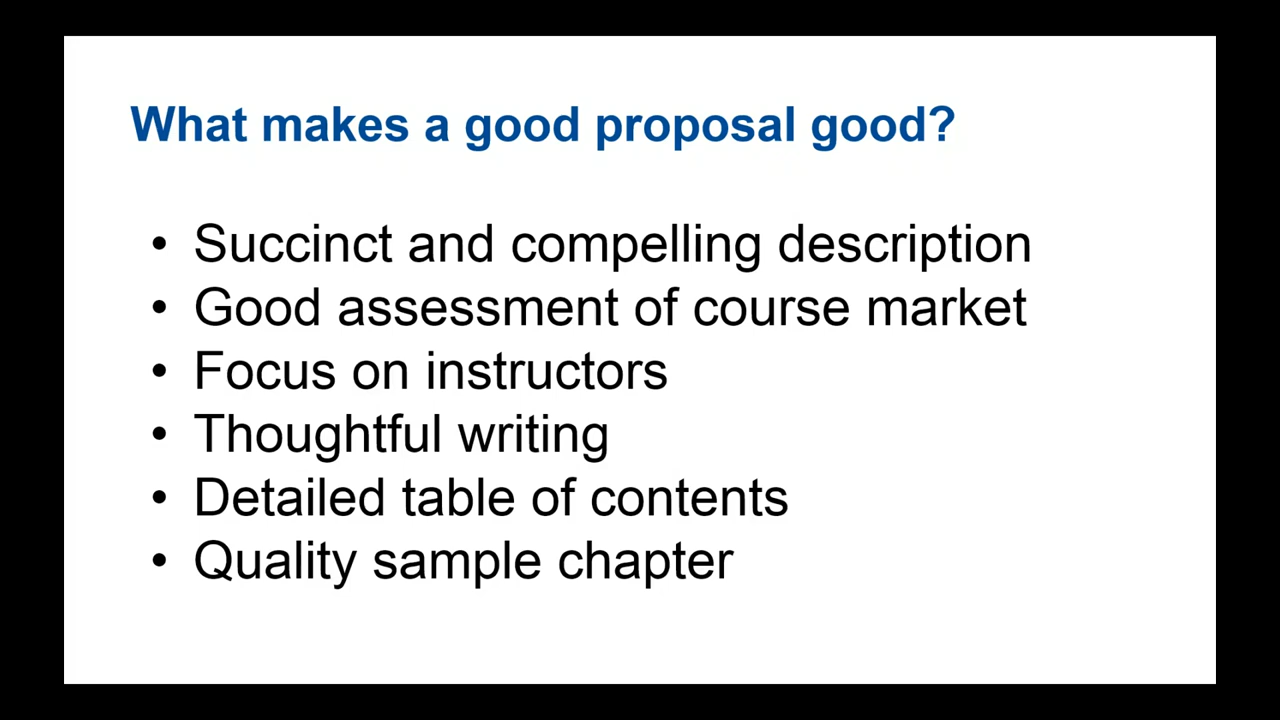 What makes a good proposal good?
• Succinct and compelling description
• Good assessment of course market
• Focus on instructors
• Thoughtful writing
• Detailed table of contents
• Quality sample chapter